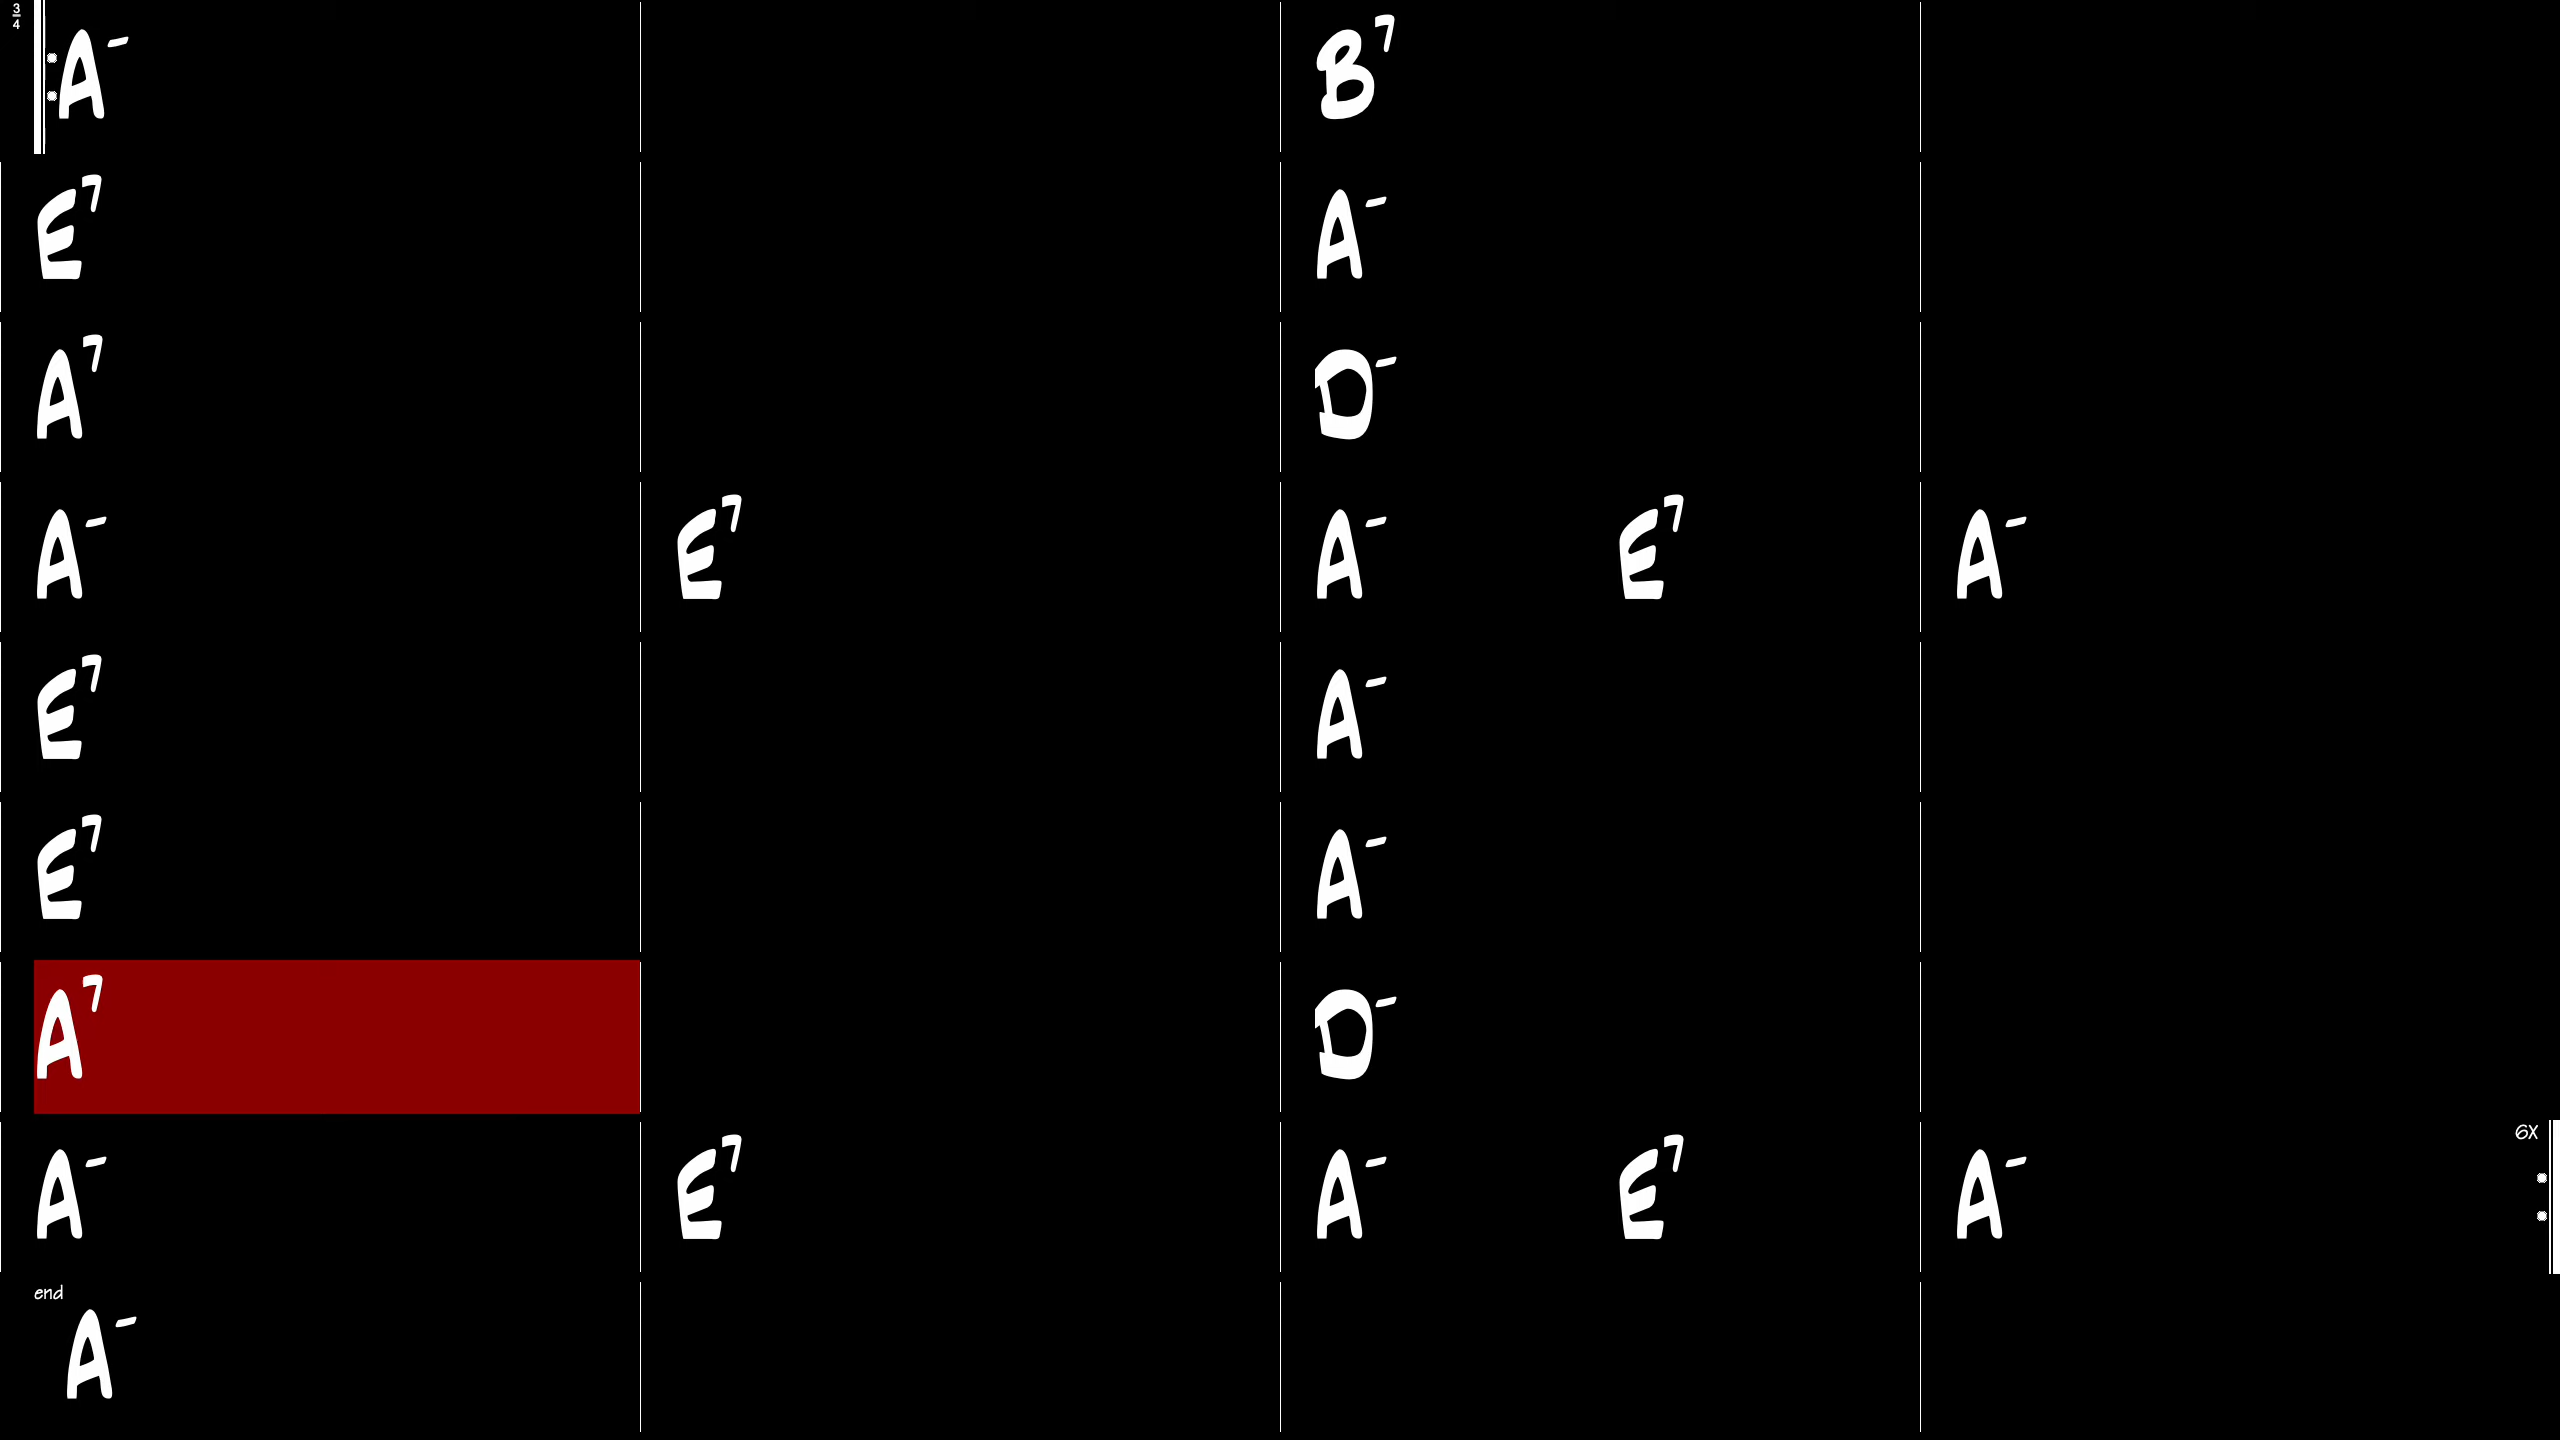 3/4 A- B7
E7 A-
A7 D-
A- E7 A- E7 A-
E7 A-
E7 A-
A7 D-
A- E7 A- E7 A- 6X
end
A-